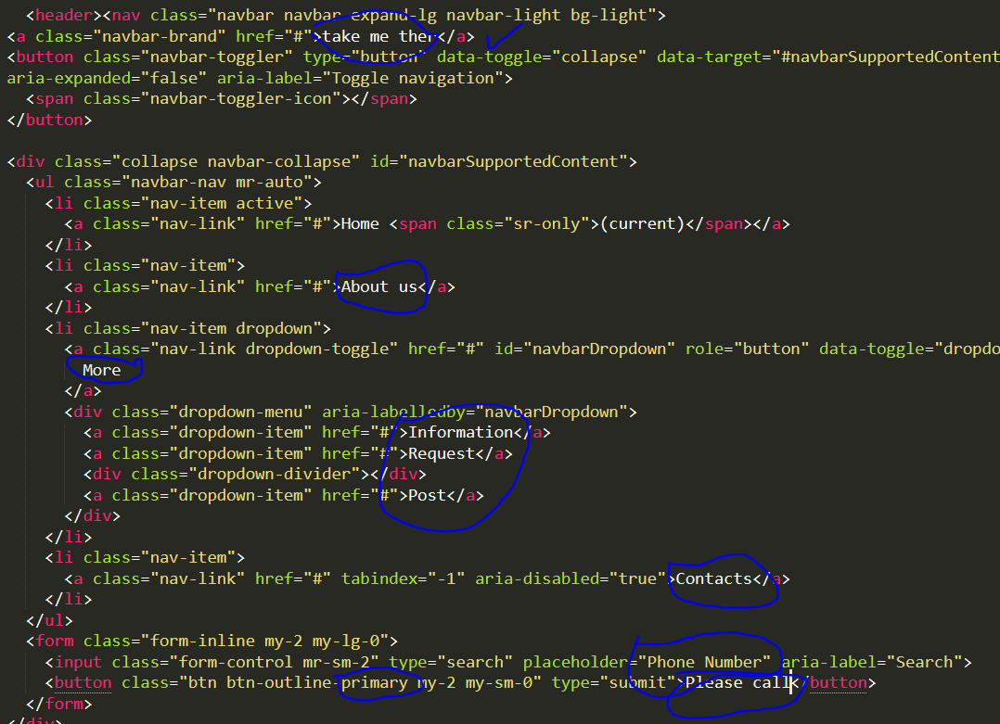 <header><nav class="navbar navbar-expand-lg navbar-light bg-light">
<a class="navbar-brand" href="#">take me ther</a>
<button class="navbar-toggler" type="button" data-toggle="collapse" data-target="#navbarSupportedContent
aria-expanded="false" aria-label="Toggle navigation">
<span class="navbar-toggler-icon"></span>
</button>
<div class="collapse navbar-collapse" id="navbarSupportedContent">
<ul class="navbar-nav mr-auto">
<li class="nav-item active">
<a class="nav-link" href="#">Home <span class="sr-only">(current)</span></a>
</li>
<li class="nav-item">
<a class="nav-link" href="#">About us</a>
</li>
<li class="nav-item dropdown">
<a class="nav-link dropdown-toggle" href="#" id="navbarDropdown" role="button" data-toggle="dropdo
More
</a>
<div class="dropdown-menu" aria-labelledby="navbarDropdown">
<a class="dropdown-item" href="#">Information</a>
<a class="dropdown-item" href="#">Request</a>
<div class="dropdown-divider"></div>
<a class="dropdown-item" href="#">Post</a>
</div>
</li>
<li class="nav-item">
<a class="nav-link" href="#" tabindex="-1" aria-disabled="true">Contacts</a>
</li>
</ul>
<form class="form-inline my-2 my-lg-0">
<input class="form-control mr-sm-2" type="search" placeholder="Phone Number" aria-label="Search">
<button class="btn btn-outline-primary my-2 my-sm-0" type="submit">Please call</button>
</form>
</div>